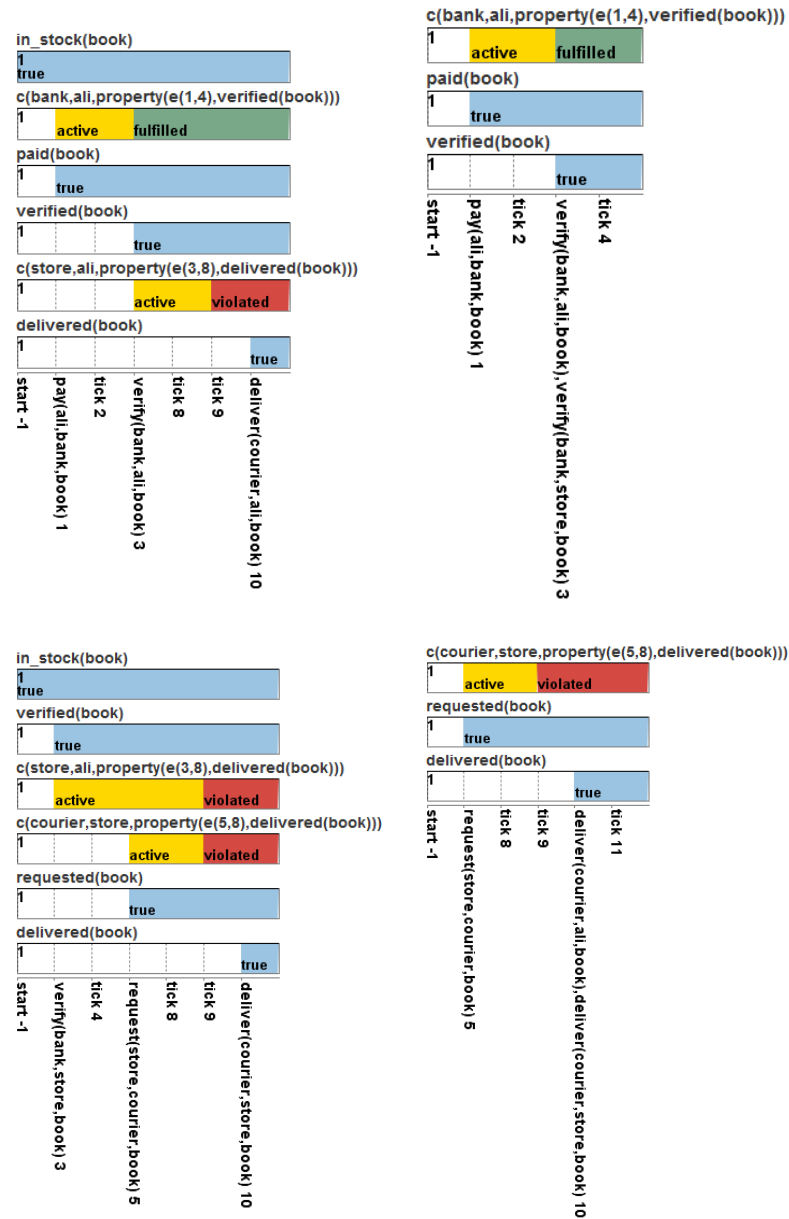 in_stock(book)
1
true
c(bank,ali,property(e(1,4),verified(book)))
1
active
fulfilled
paid(book)
1
true
verified(book)
1
true
c(store,ali,property(e(3,8),delivered(book)))
1
active
violated
delivered(book)
1
true
start -1
pay(ali,bank,book) 1
tick 2
verify(bank,ali,book) 3
tick 8
tick 9
deliver(courier,ali,book) 10
c(bank,ali,property(e(1,4),verified(book)))
1
active
fulfilled
paid(book)
1
true
verified(book)
1
true
start -1
pay(ali,bank,book) 1
tick 2
verify(bank,ali,book),verify(bank,store,book) 3
tick 4
in_stock(book)
1
true
verified(book)
1
true
c(store,ali,property(e(3,8),delivered(book)))
1
active
violated
c(courier,store,property(e(5,8),delivered(book)))
1
active
violated
requested(book)
1
true
delivered(book)
1
true
start -1
verify(bank,store,book) 3
tick 4
request(store,courier,book) 5
tick 8
tick 9
deliver(courier,store,book) 10
c(courier,store,property(e(5,8),delivered(book)))
1
active
violated
requested(book)
1
true
delivered(book)
1
true
start -1
request(store,courier,book) 5
tick 8
tick 9
deliver(courier,ali,book),deliver(courier,store,book) 10
tick 11